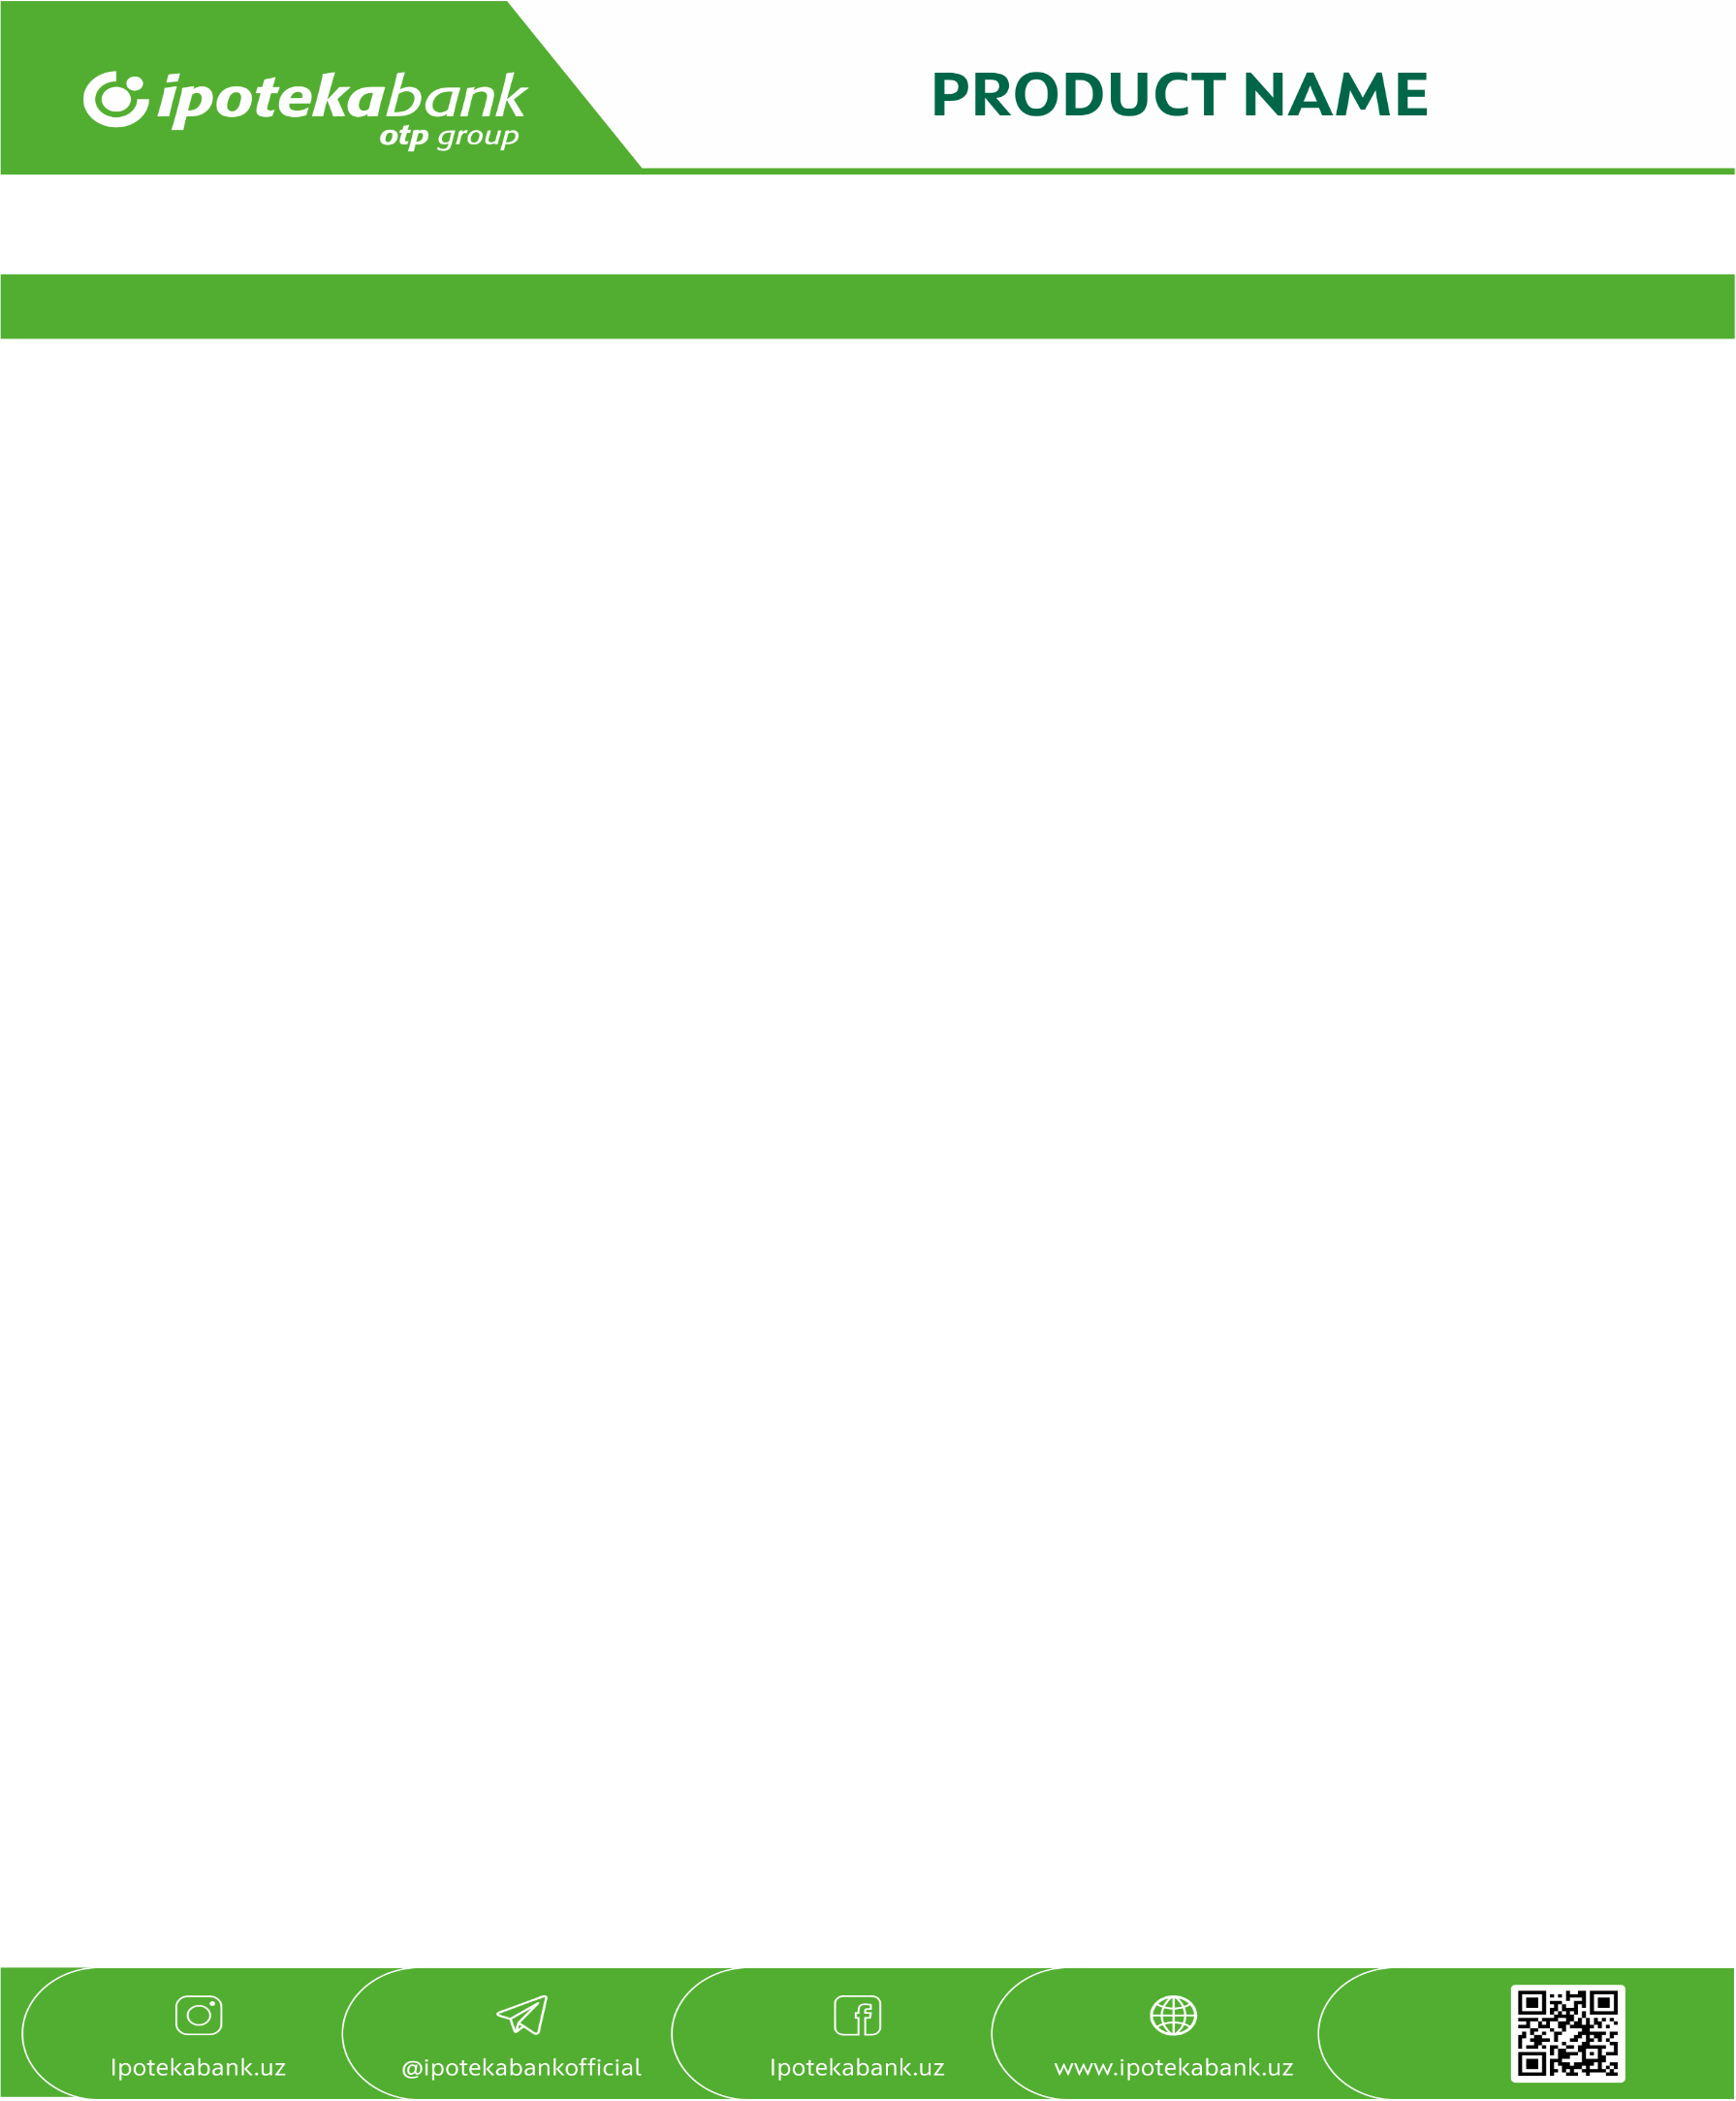 ipotekabank
otp group
PRODUCT NAME
Ipotekabank.uz
@ipotekabankofficial
Ipotekabank.uz
www.ipotekabank.uz